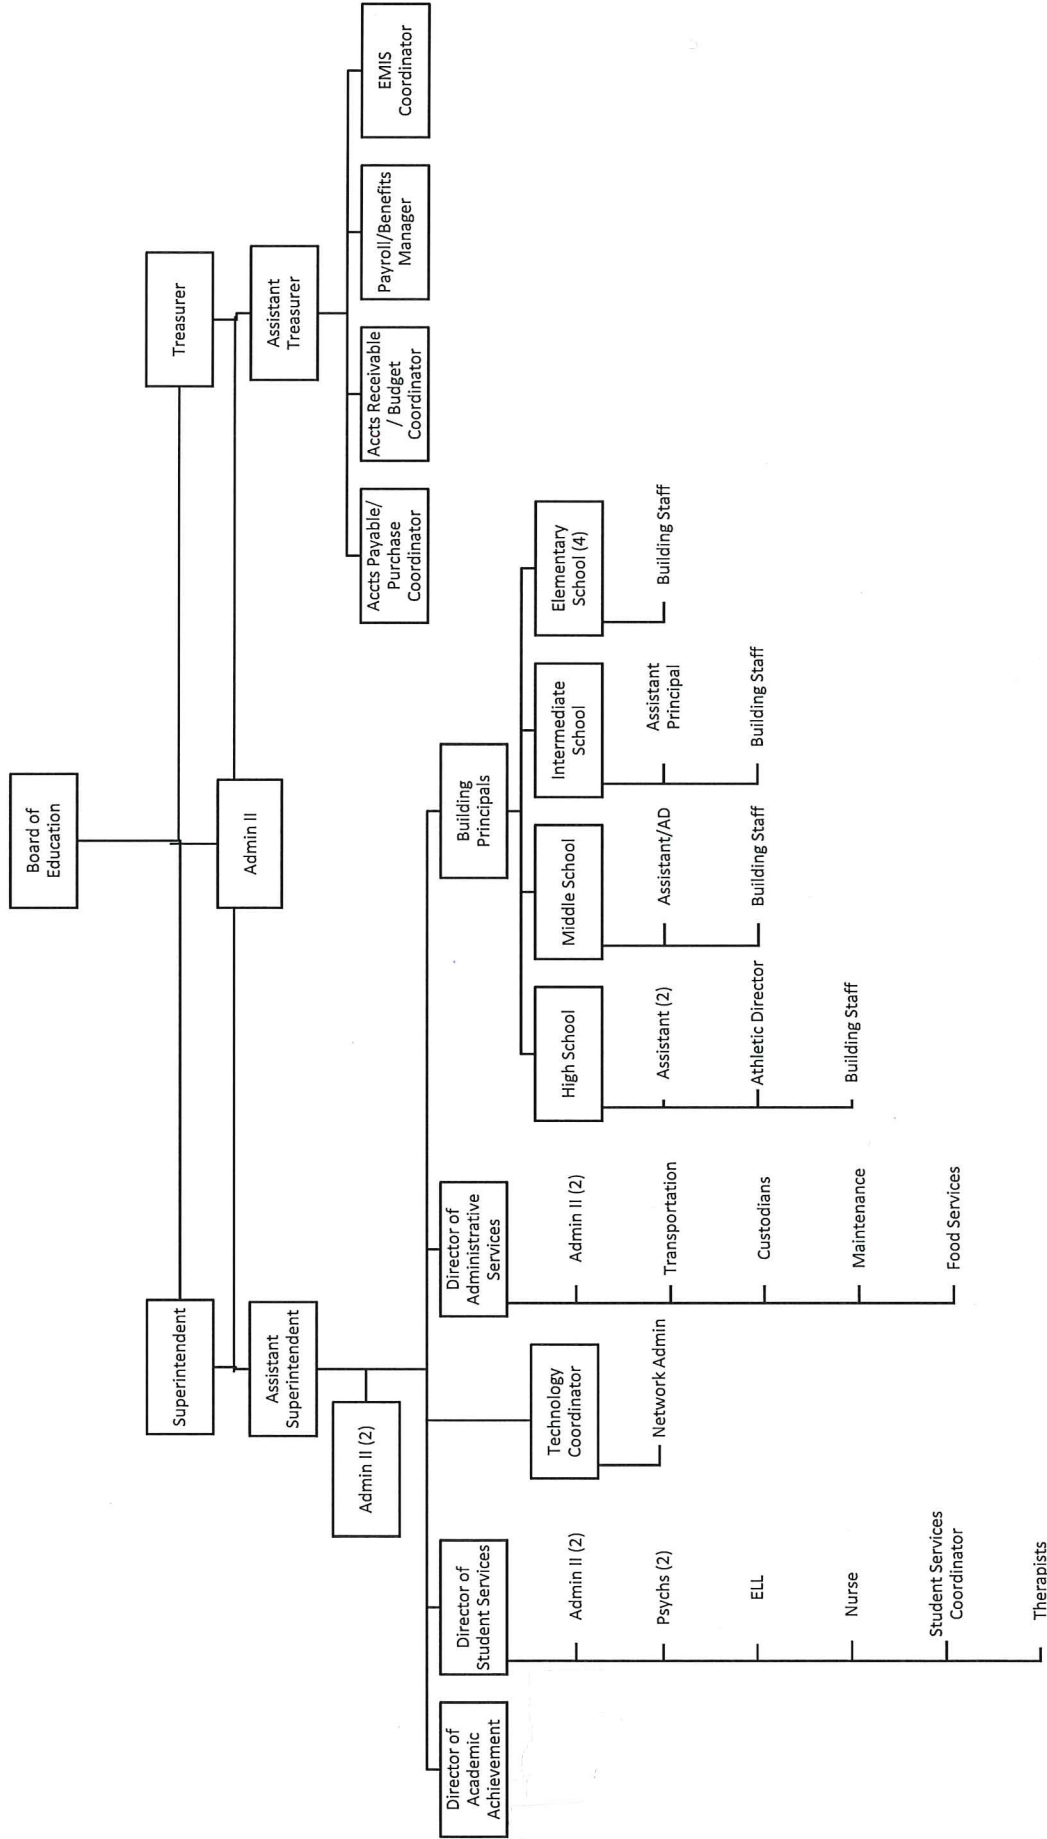 Board of
Education
Superintendent
Treasurer
Admin II
Assistant
Superintendent
Assistant
Treasurer
Admin II (2)
Accts Payable/
Purchase
Coordinator
Accts Receivable
/ Budget
Coordinator
Payroll/Benefits
Manager
EMIS
Coordinator
Director of
Academic
Achievement
Director of
Student Services
Admin II (2)
Psychs (2)
ELL
Nurse
Student Services
Coordinator
Therapists
Technology
Coordinator
Network Admin
Director of
Administrative
Services
Admin II (2)
Transportation
Custodians
Maintenance
Food Services
Building
Principals
High School
Assistant (2)
Athletic Director
Building Staff
Middle School
Assistant/AD
Building Staff
Intermediate
School
Assistant
Principal
Building Staff
Elementary
School (4)
Building Staff